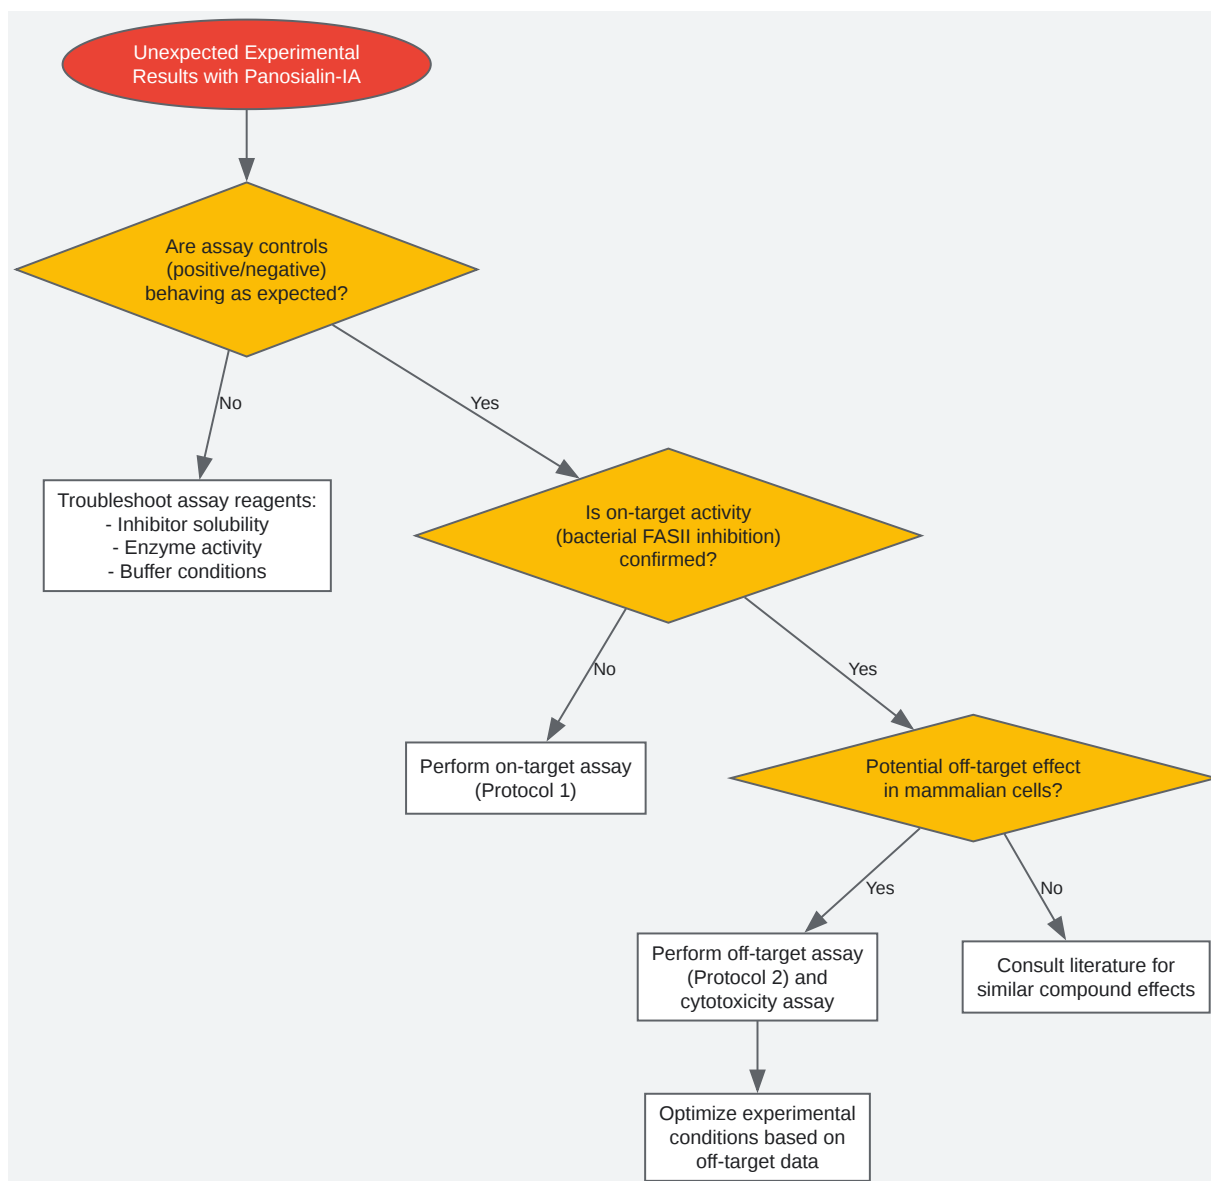 Unexpected Experimental
Results with Panosialin-IA
Are assay controls
(positive/negative)
behaving as expected?
No
Yes
Troubleshoot assay reagents:
- Inhibitor solubility
- Enzyme activity
- Buffer conditions
Is on-target activity
(bacterial FASII inhibition)
confirmed?
No
Yes
Perform on-target assay
(Protocol 1)
Potential off-target effect
in mammalian cells?
Yes
No
Perform off-target assay
(Protocol 2) and
cytotoxicity assay
Consult literature for
similar compound effects
Optimize experimental
conditions based on
off-target data